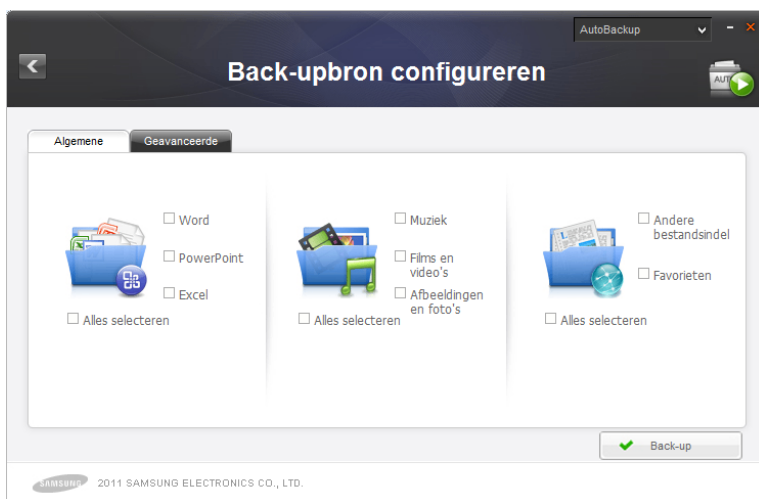 AutoBackup
Back-upbron configureren
AUTO
Algemene
Geavanceerde
Word
PowerPoint
Excel
Alles selecteren
Muziek
Films en
video's
Afbeeldingen
en foto's
Alles selecteren
Andere
bestandsindel
Favorieten
Alles selecteren
Back-up
SAMSUNG
2011 SAMSUNG ELECTRONICS CO., LTD.